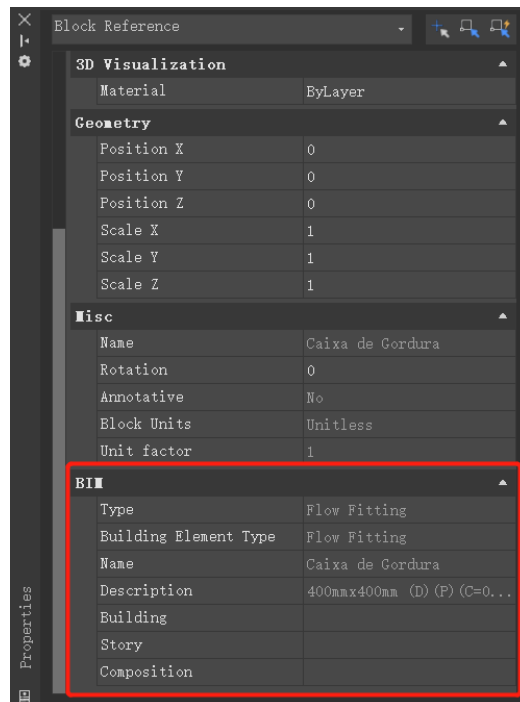 Block Reference
3D Visualization
Material ByLayer
Geometry
Position X 0
Position Y 0
Position Z 0
Scale X 1
Scale Y 1
Scale Z 1
Misc
Name Caixa de Gordura
Rotation 0
Annotative No
Block Units Unitless
Unit factor 1
BIM
Type Flow Fitting
Building Element Type Flow Fitting
Name Caixa de Gordura
Description 400mmx400mm (D)(P)(C=0...
Building
Story
Composition
Properties